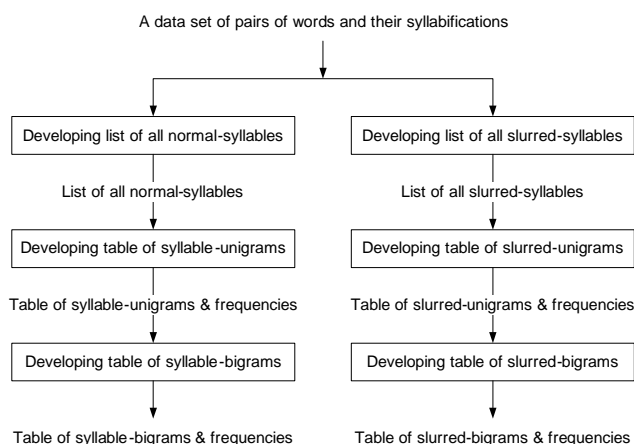 A data set of pairs of words and their syllabifications
Developing list of all normal-syllables
Developing list of all slurred-syllables
List of all normal-syllables
List of all slurred-syllables
Developing table of syllable-unigrams
Developing table of slurred-unigrams
Table of syllable-unigrams & frequencies
Table of slurred-unigrams & frequencies
Developing table of syllable-bigrams
Developing table of slurred-bigrams
Table of syllable-bigrams & frequencies
Table of slurred-bigrams & frequencies